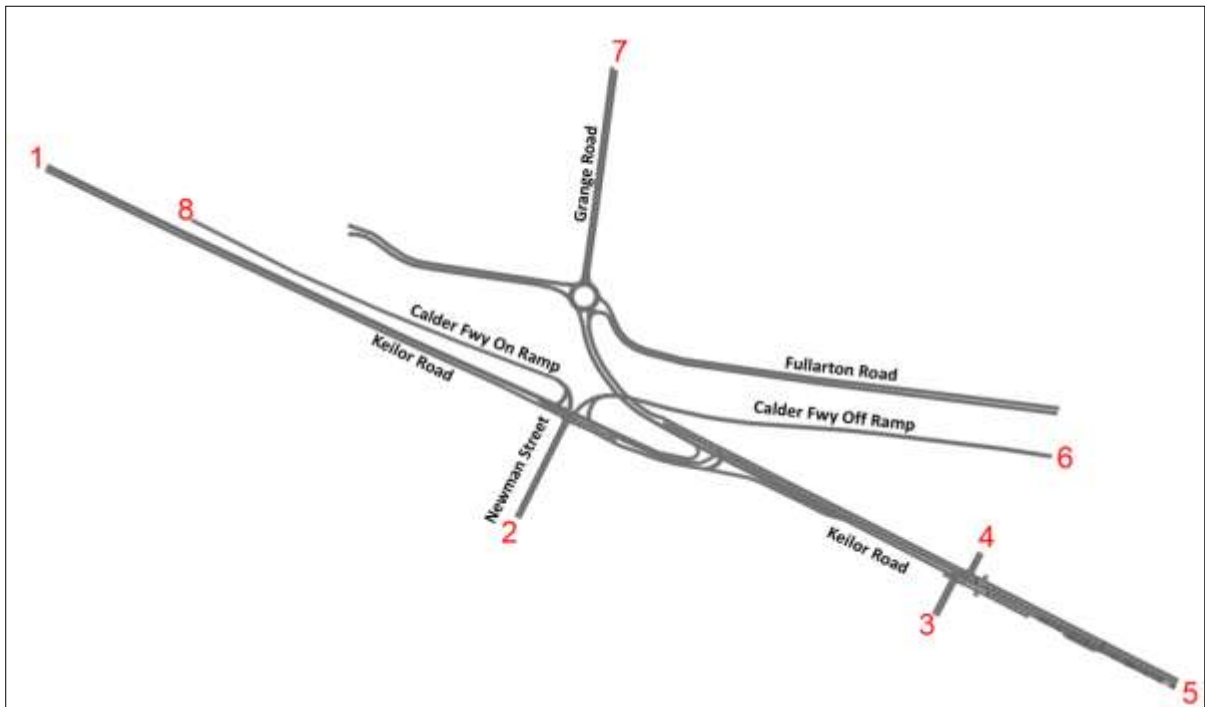 7
1
Grange Road
8
Calder Fwy On Ramp
Keilor Road
Fullarton Road
Calder Fwy Off Ramp
6
Newman Street
2
Keilor Road
4
3
5